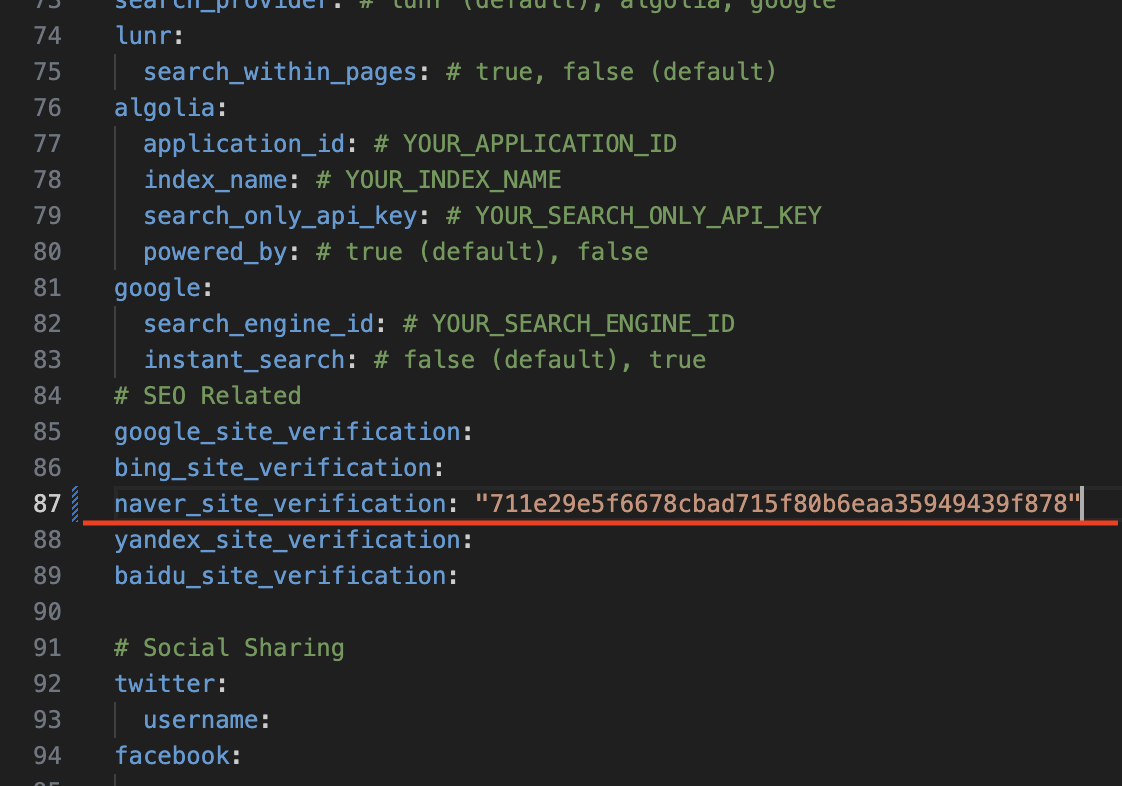 73 search_provider: # lunr (default), algolia, google
74 lunr:
75 search_within_pages: # true, false (default)
76 algolia:
77 application_id: # YOUR_APPLICATION_ID
78 index_name: # YOUR_INDEX_NAME
79 search_only_api_key: # YOUR_SEARCH_ONLY_API_KEY
80 powered_by: # true (default), false
81 google:
82 search_engine_id: # YOUR_SEARCH_ENGINE_ID
83 instant_search: # false (default), true
84 # SEO Related
85 google_site_verification:
86 bing_site_verification:
87 naver_site_verification: "711e29e5f6678cbad715f80b6eaa35949439f878"
88 yandex_site_verification:
89 baidu_site_verification:
90
91 # Social Sharing
92 twitter:
93 username:
94 facebook: